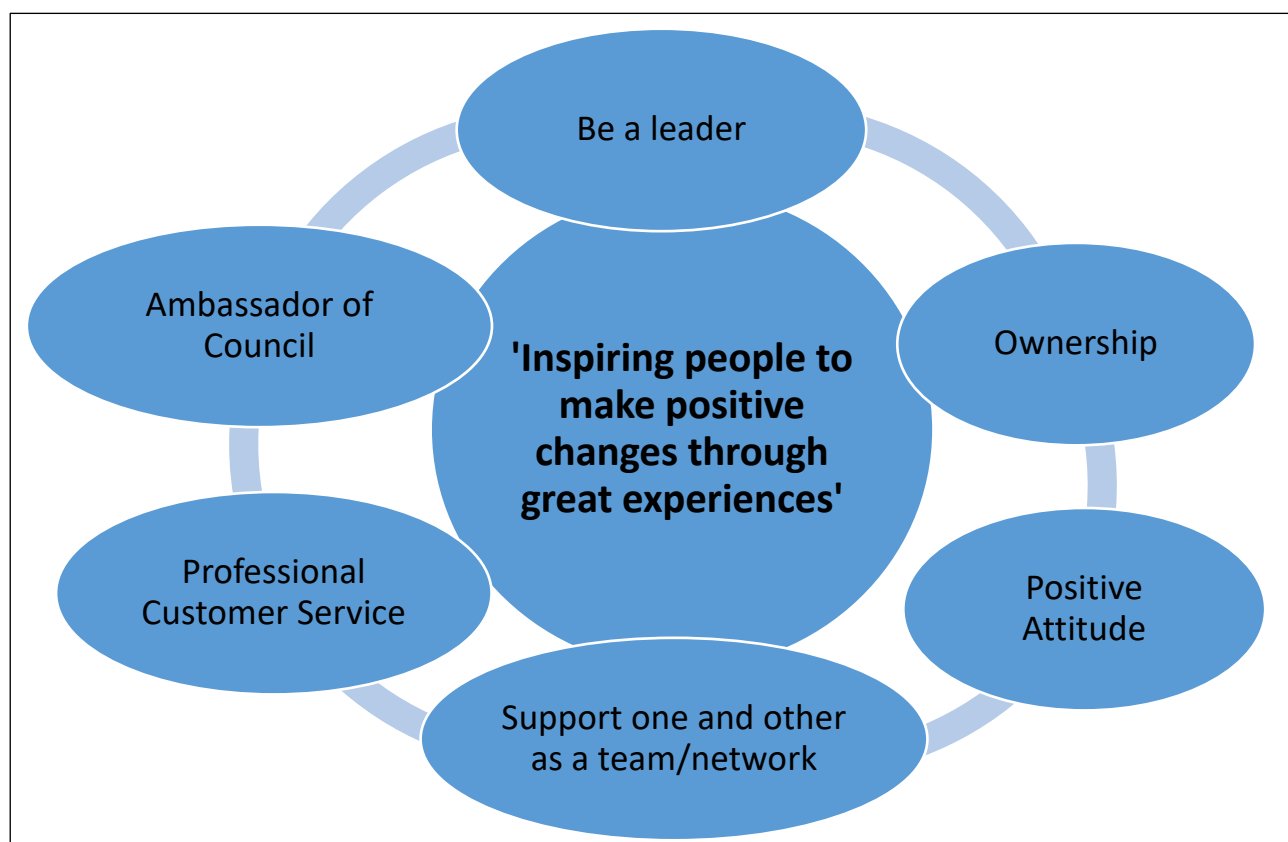 Be a leader
Ambassador of
Council
Ownership
'Inspiring people to
make positive
changes through
great experiences'
Professional
Customer Service
Positive
Attitude
Support one and other
as a team/network